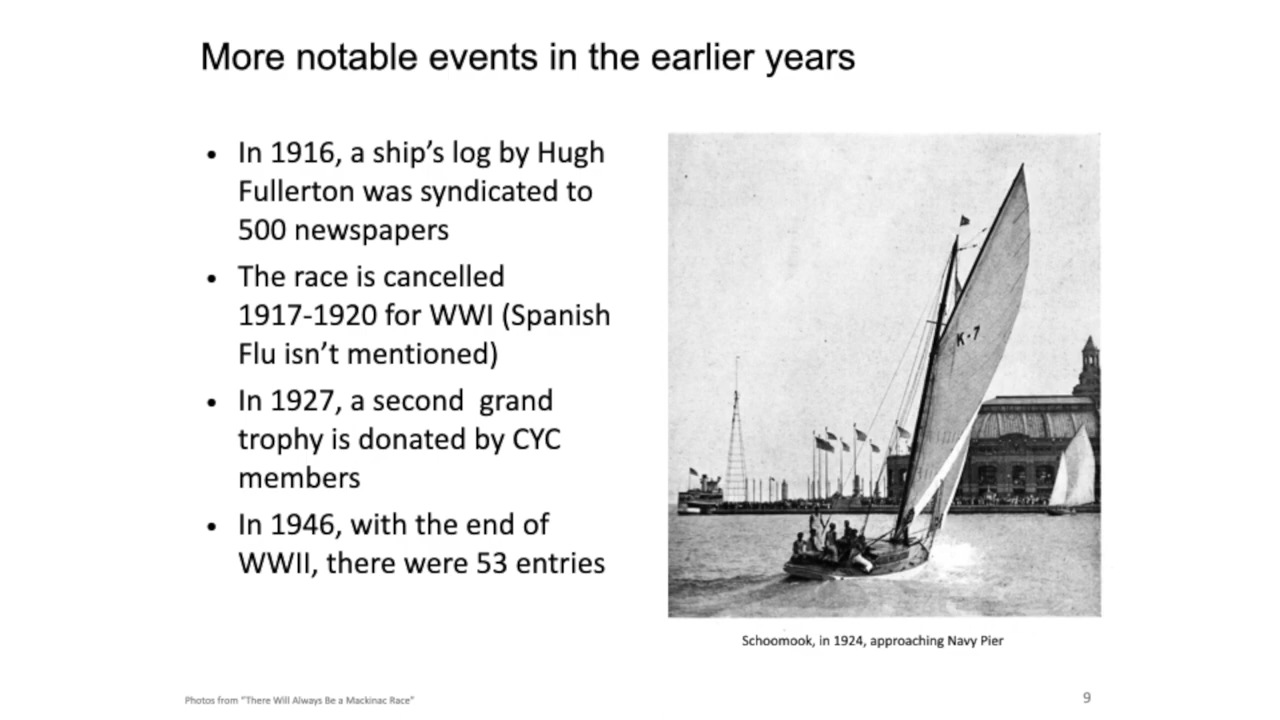 More notable events in the earlier years
• In 1916, a ship’s log by Hugh
Fullerton was syndicated to
500 newspapers
• The race is cancelled
1917-1920 for WWI (Spanish
Flu isn’t mentioned)
• In 1927, a second  grand
trophy is donated by CYC
members
• In 1946, with the end of
WWII, there were 53 entries
K-7
Schoomook, in 1924, approaching Navy Pier
Photos from “There Will Always Be a Mackinac Race”
9